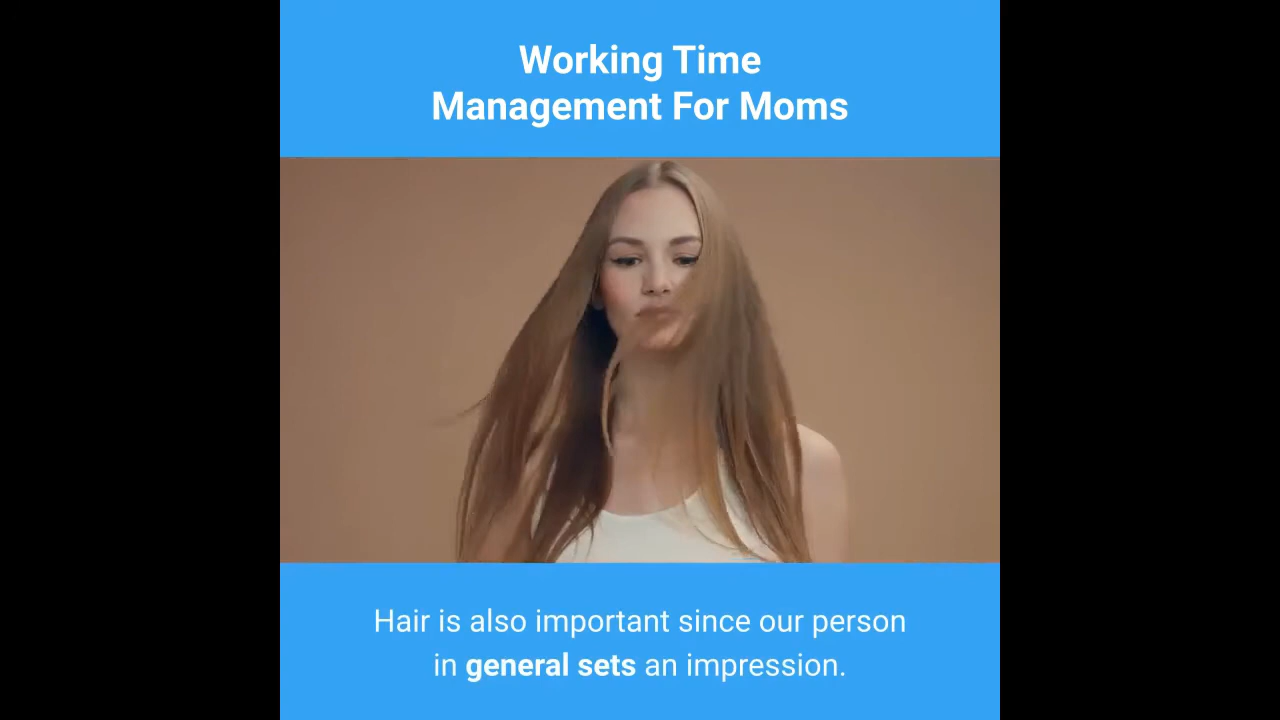 Working Time
Management For Moms
Hair is also important since our person
in general sets an impression.